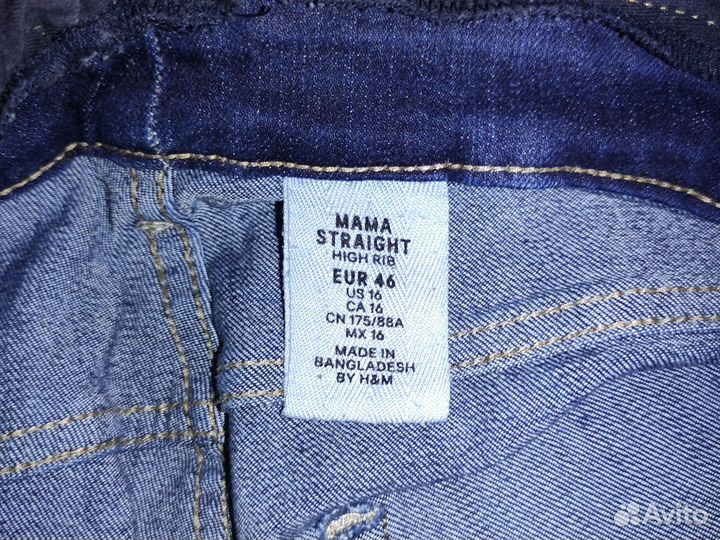 MAMA
STRAIGHT
HIGH RIB
EUR 46
US 16
CA 16
CN 175/88A
MX 16
MADE IN
BANGLADESH
BY H&M
Avito